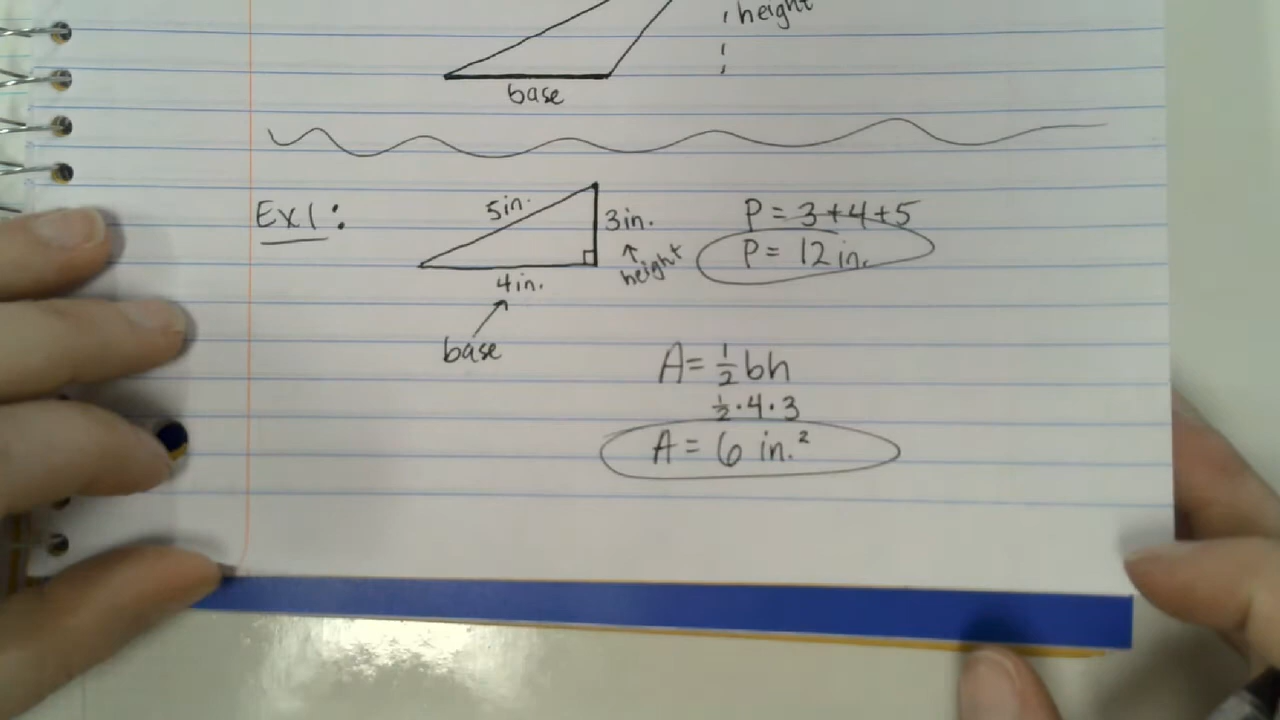 height
base
Ex 1:
5in.
3in.
↑
height
4in.
base
P = 3+4+5
P = 12 in.
A = ½bh
½·4·3
A = 6 in.²